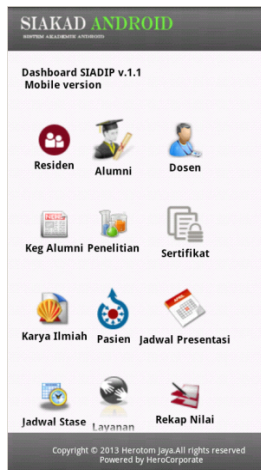 SIAKAD ANDROID
SISTEM AKADEMIK ANDROID
Dashboard SIADIP v.1.1
Mobile version
Residen
Alumni
Dosen
Keg Alumni
Penelitian
Sertifikat
Karya Ilmiah
Pasien
Jadwal Presentasi
Jadwal Stase
Layanan
Rekap Nilai
Copyright © 2013 Herotom Jaya.All rights reserved
Powered by HeroCorporate